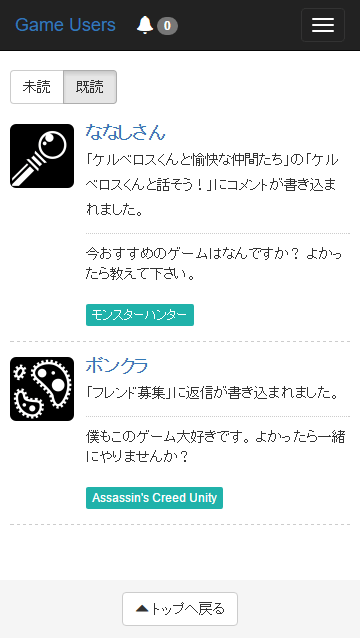 Game Users 0
未読 既読
ななしさん
「ケルベロスくんと愉快な仲間たち」の「ケル
ベロスくんと話そう！」にコメントが書き込ま
れました。
今おすすめのゲームはなんですか？ よかっ
たら教えて下さい。
モンスターハンター
ボンクラ
「フレンド募集」に返信が書き込まれました。
僕もこのゲーム大好きです。よかったら一緒
にやりませんか？
Assassin's Creed Unity
トップへ戻る